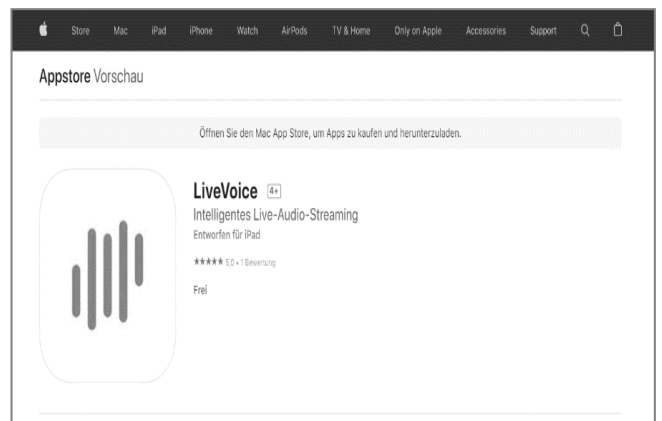 Store Mac iPad iPhone Watch AirPods TV & Home Only on Apple Accessories Support
Appstore Vorschau
Öffnen Sie den Mac App Store, um Apps zu kaufen und herunterzuladen.
LiveVoice 4+
Intelligentes Live-Audio-Streaming
Entworfen für iPad
★★★★★ 5,0 • 1 Bewertung
Frei